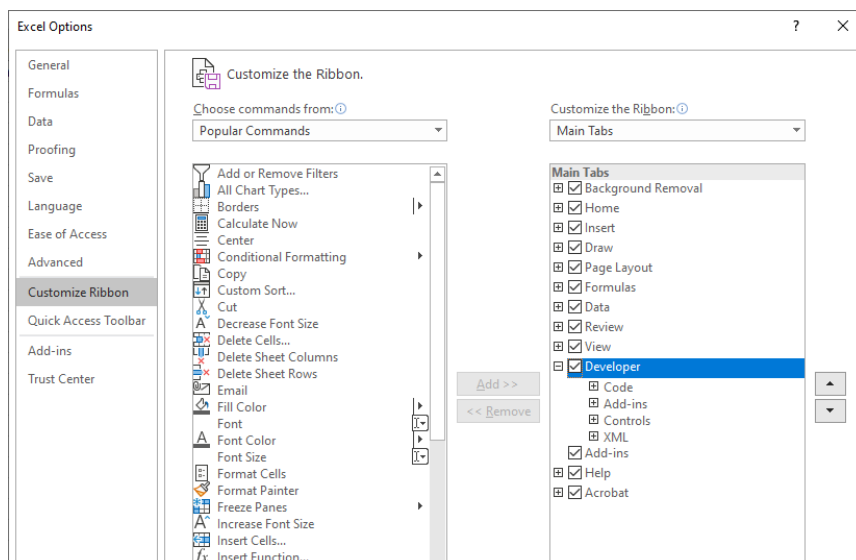 Excel Options
?
General
Formulas
Data
Proofing
Save
Language
Ease of Access
Advanced
Customize Ribbon
Quick Access Toolbar
Add-ins
Trust Center
Customize the Ribbon.
Choose commands from:
Popular Commands
Add or Remove Filters
All Chart Types...
Borders
Calculate Now
Center
Conditional Formatting
Copy
Custom Sort...
Cut
Decrease Font Size
Delete Cells...
Delete Sheet Columns
Delete Sheet Rows
Email
Fill Color
Font
Font Color
Font Size
Format Cells
Format Painter
Freeze Panes
Increase Font Size
Insert Cells...
Insert Function...
Add >>
<< Remove
Customize the Ribbon:
Main Tabs
Main Tabs
Background Removal
Home
Insert
Draw
Page Layout
Formulas
Data
Review
View
Developer
Code
Add-ins
Controls
XML
Add-ins
Help
Acrobat